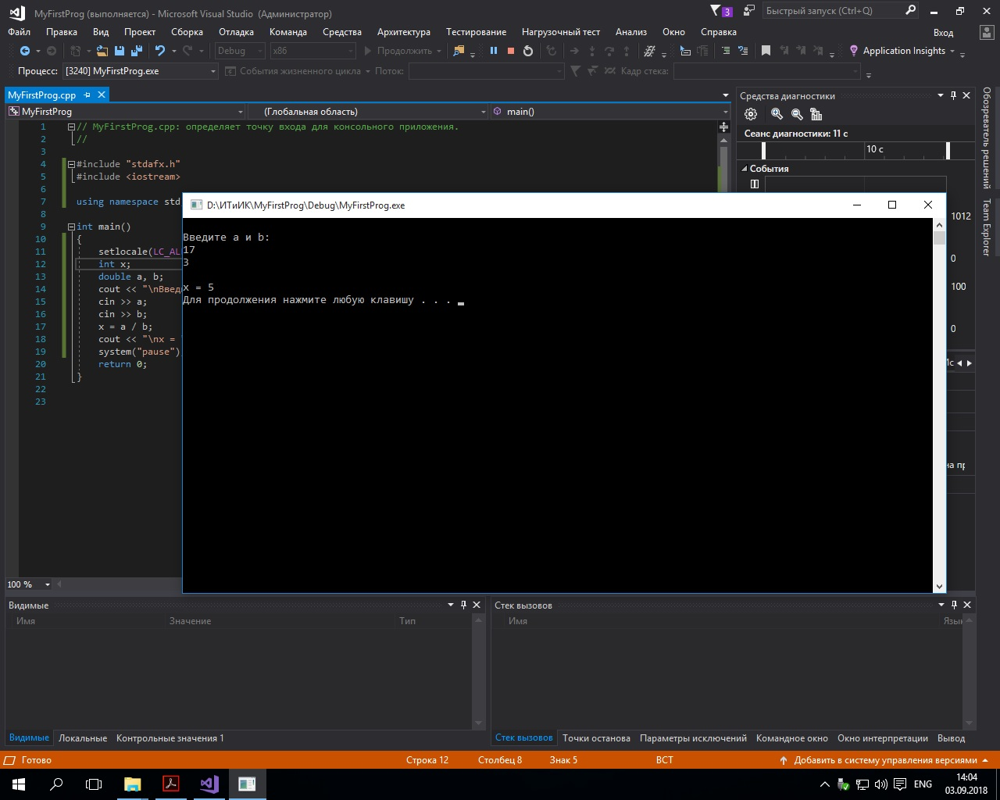 MyFirstProg (выполняется) - Microsoft Visual Studio (Администратор)
3
Быстрый запуск (Ctrl+Q)
Файл Правка Вид Проект Сборка Отладка Команда Средства Архитектура Тестирование Нагрузочный тест Анализ Окно Справка Вход
Debug x86 Продолжить Application Insights
Процесс: [3240] MyFirstProg.exe События жизненного цикла Поток: Кадр стека:
MyFirstProg.cpp
MyFirstProg (Глобальная область) main()
1 // MyFirstProg.cpp: определяет точку входа для консольного приложения.
2 //
3
4 #include "stdafx.h"
5 #include <iostream>
6
7 using namespace std
8
9 int main()
10 {
11 setlocale(LC_AL
12 int x;
13 double a, b;
14 cout << "\nВвед
15 cin >> a;
16 cin >> b;
17 x = a / b;
18 cout << "\nx = "
19 system("pause")
20 return 0;
21 }
22
23
100 %
D:\ИТиИК\MyFirstProg\Debug\MyFirstProg.exe
Введите a и b:
17
3
x = 5
Для продолжения нажмите любую клавишу . . .
Средства диагностики
Сеанс диагностики: 11 с
10 с
События
1012
0
100
0
Ис
на пр
Обозреватель решений
Team Explorer
Видимые
Имя Значение Тип
Видимые Локальные Контрольные значения 1
Стек вызовов
Имя Язык
Стек вызовов Точки останова Параметры исключений Командное окно Окно интерпретации Вывод
Готово Строка 12 Столбец 8 Знак 5 ВСТ Добавить в систему управления версиями
ENG
14:04
03.09.2018